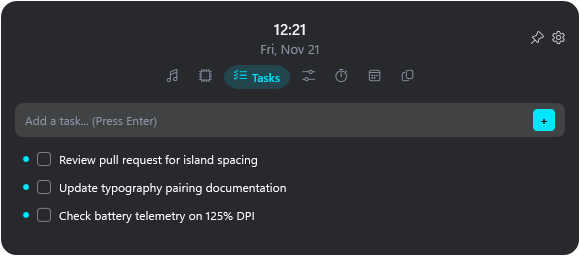 12:21
Fri, Nov 21
Tasks
Add a task... (Press Enter)
+
Review pull request for island spacing
Update typography pairing documentation
Check battery telemetry on 125% DPI